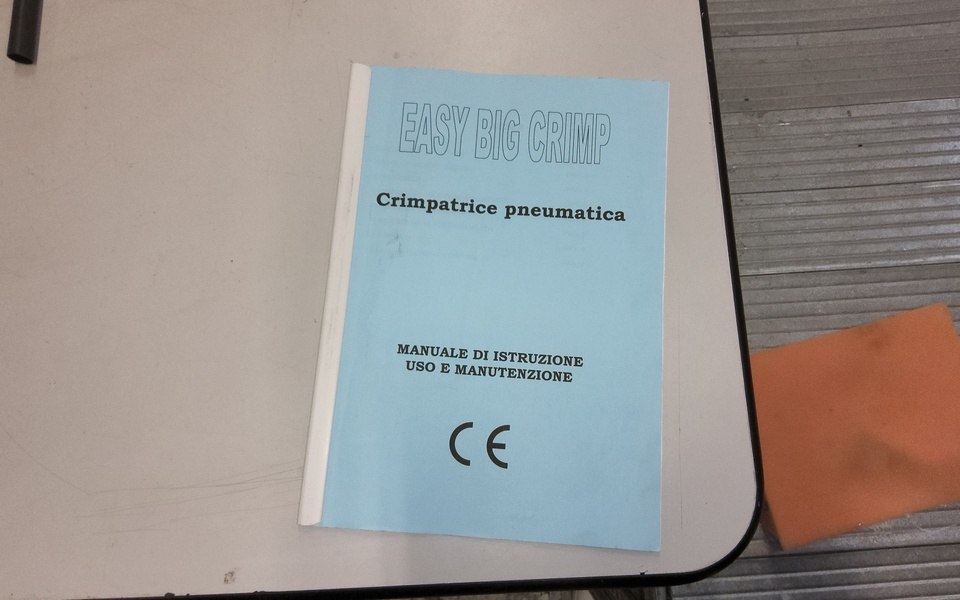 EASY BIG CRIMP
Crimpatrice pneumatica
MANUALE DI ISTRUZIONE
USO E MANUTENZIONE
CE